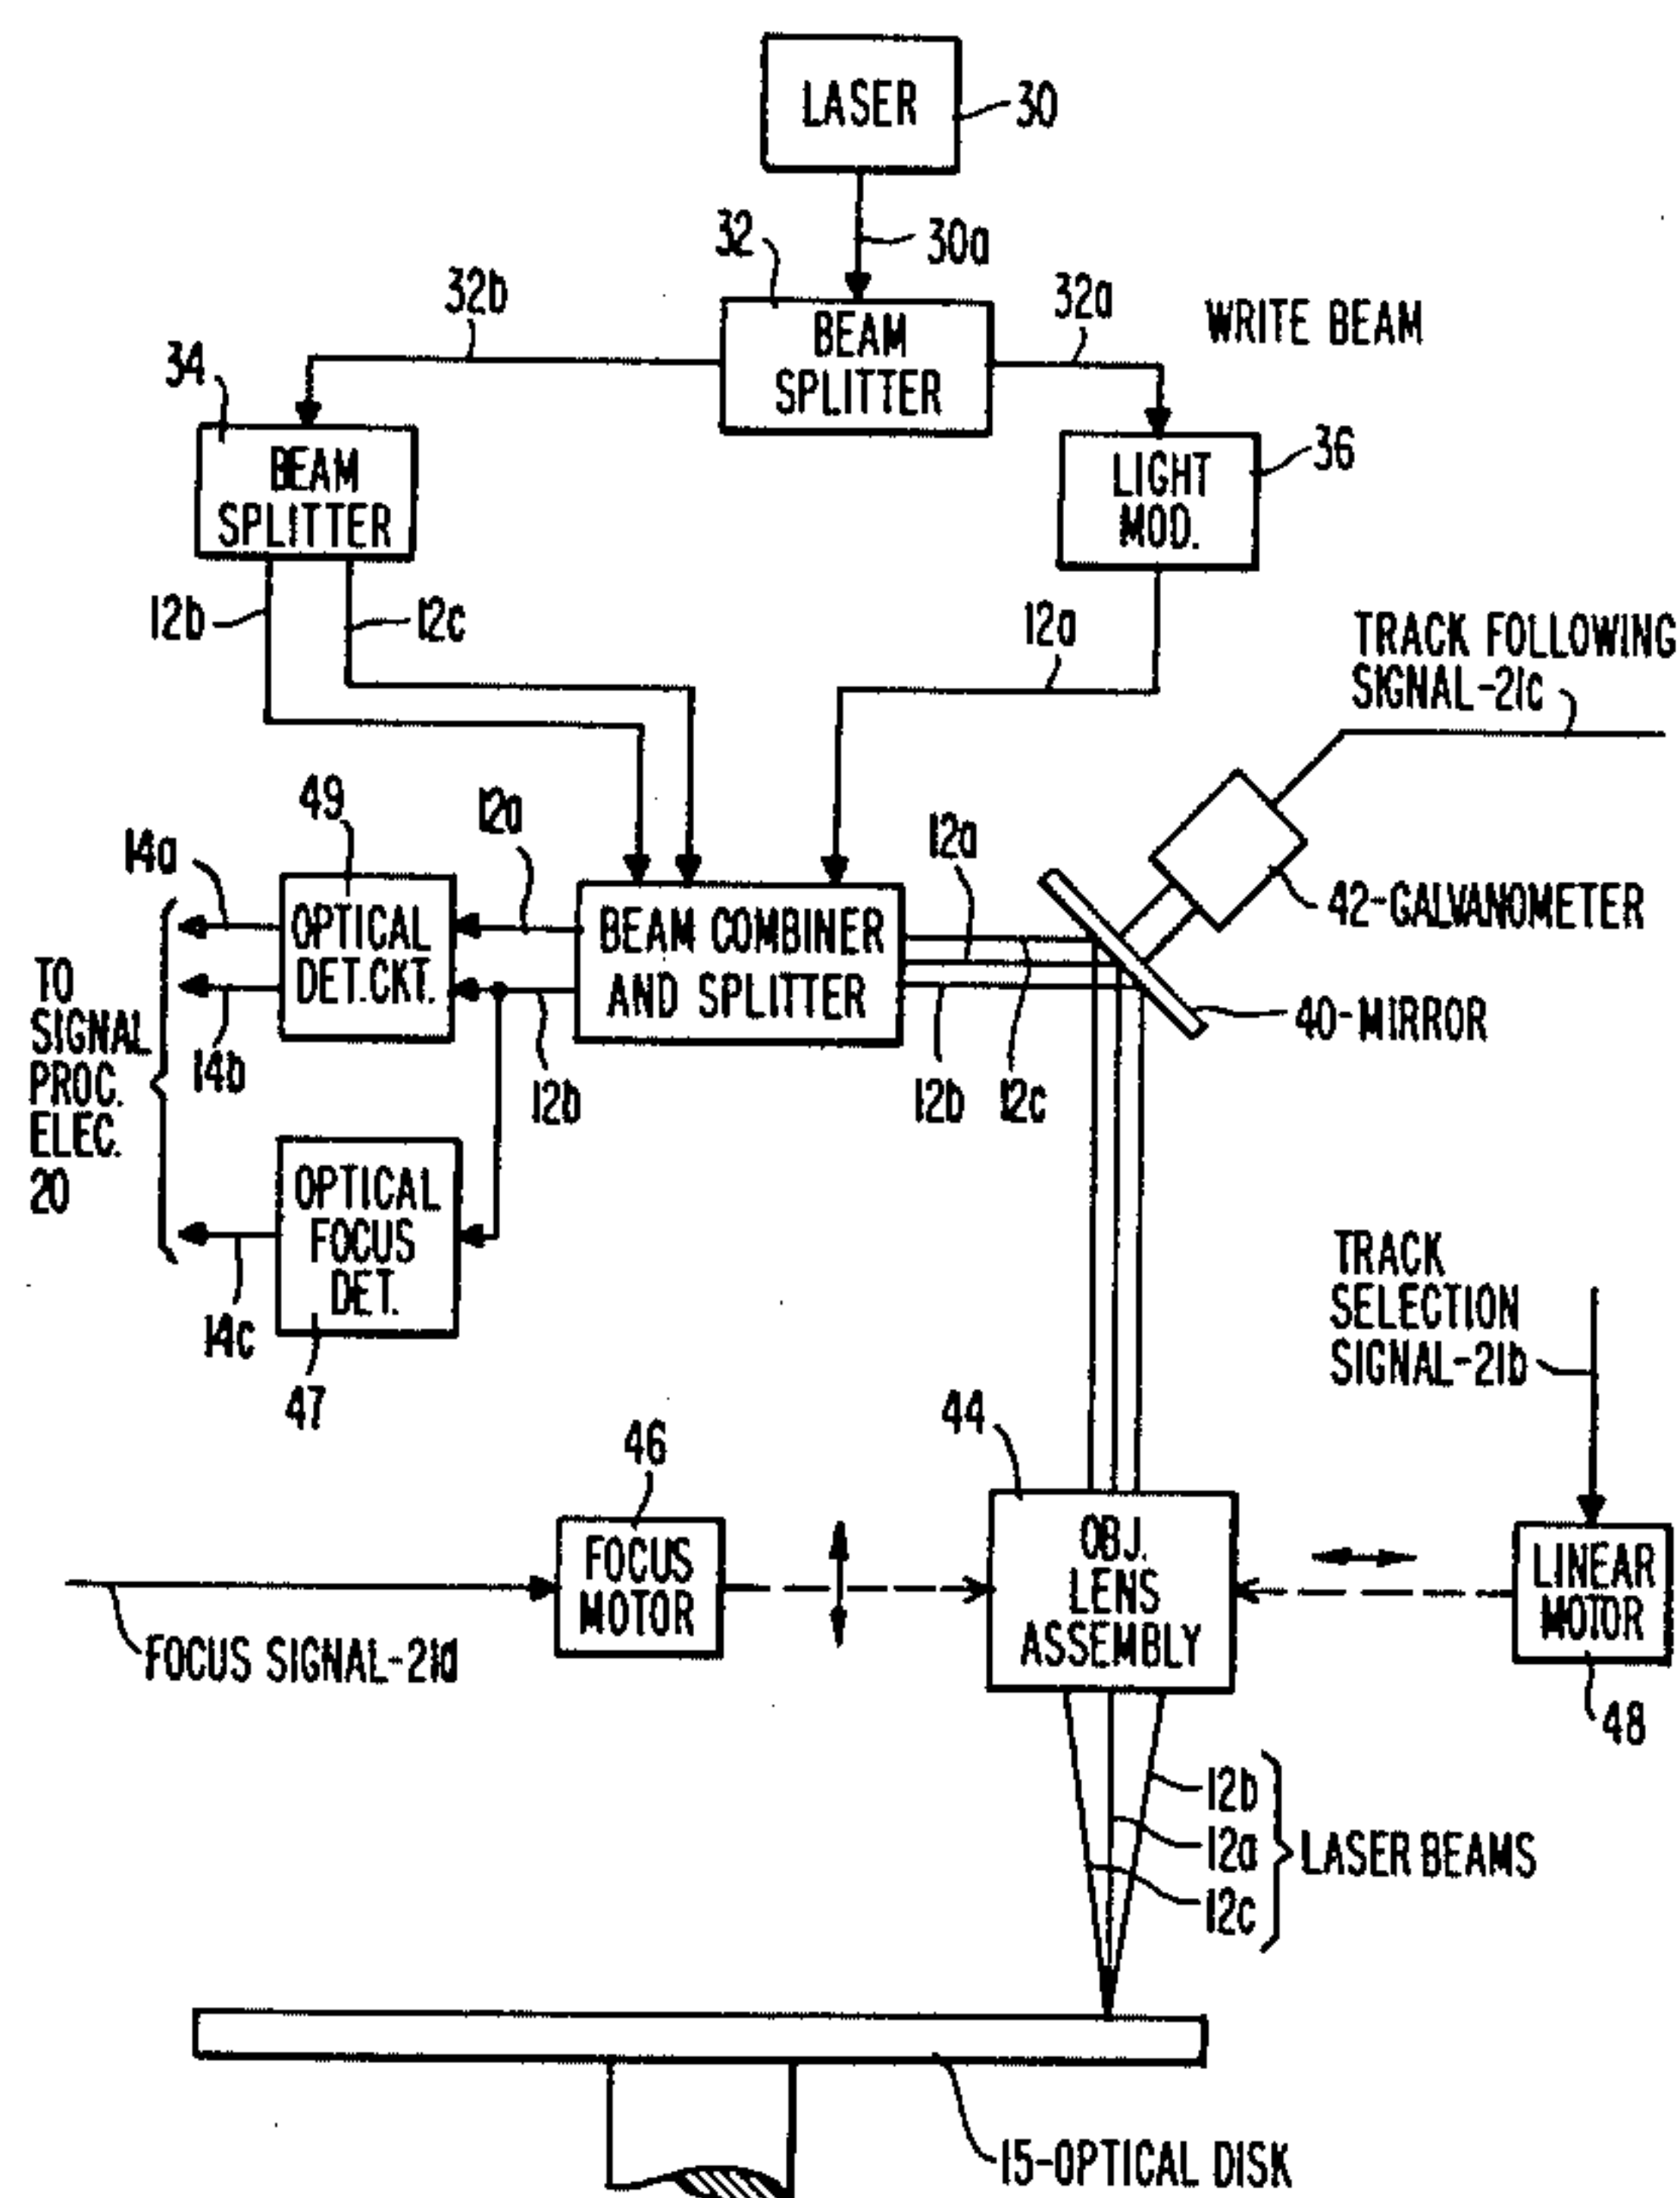 LASER
30
30a
32
32b
32a
WRITE BEAM
BEAM
SPLITTER
34
BEAM
SPLITTER
36
LIGHT
MOD.
12b
12c
12a
TRACK FOLLOWING
SIGNAL-21c
49
12a
14a
12a
OPTICAL
DET. CKT.
BEAM COMBINER
AND SPLITTER
42-GALVANOMETER
40-MIRROR
TO
SIGNAL
PROC.
ELEC.
20
14b
12b
12b
12c
OPTICAL
FOCUS
DET.
14c
47
TRACK
SELECTION
SIGNAL-21b
44
46
FOCUS
MOTOR
OBJ.
LENS
ASSEMBLY
LINEAR
MOTOR
FOCUS SIGNAL-21a
48
12b
12a
12c
LASER BEAMS
15-OPTICAL DISK